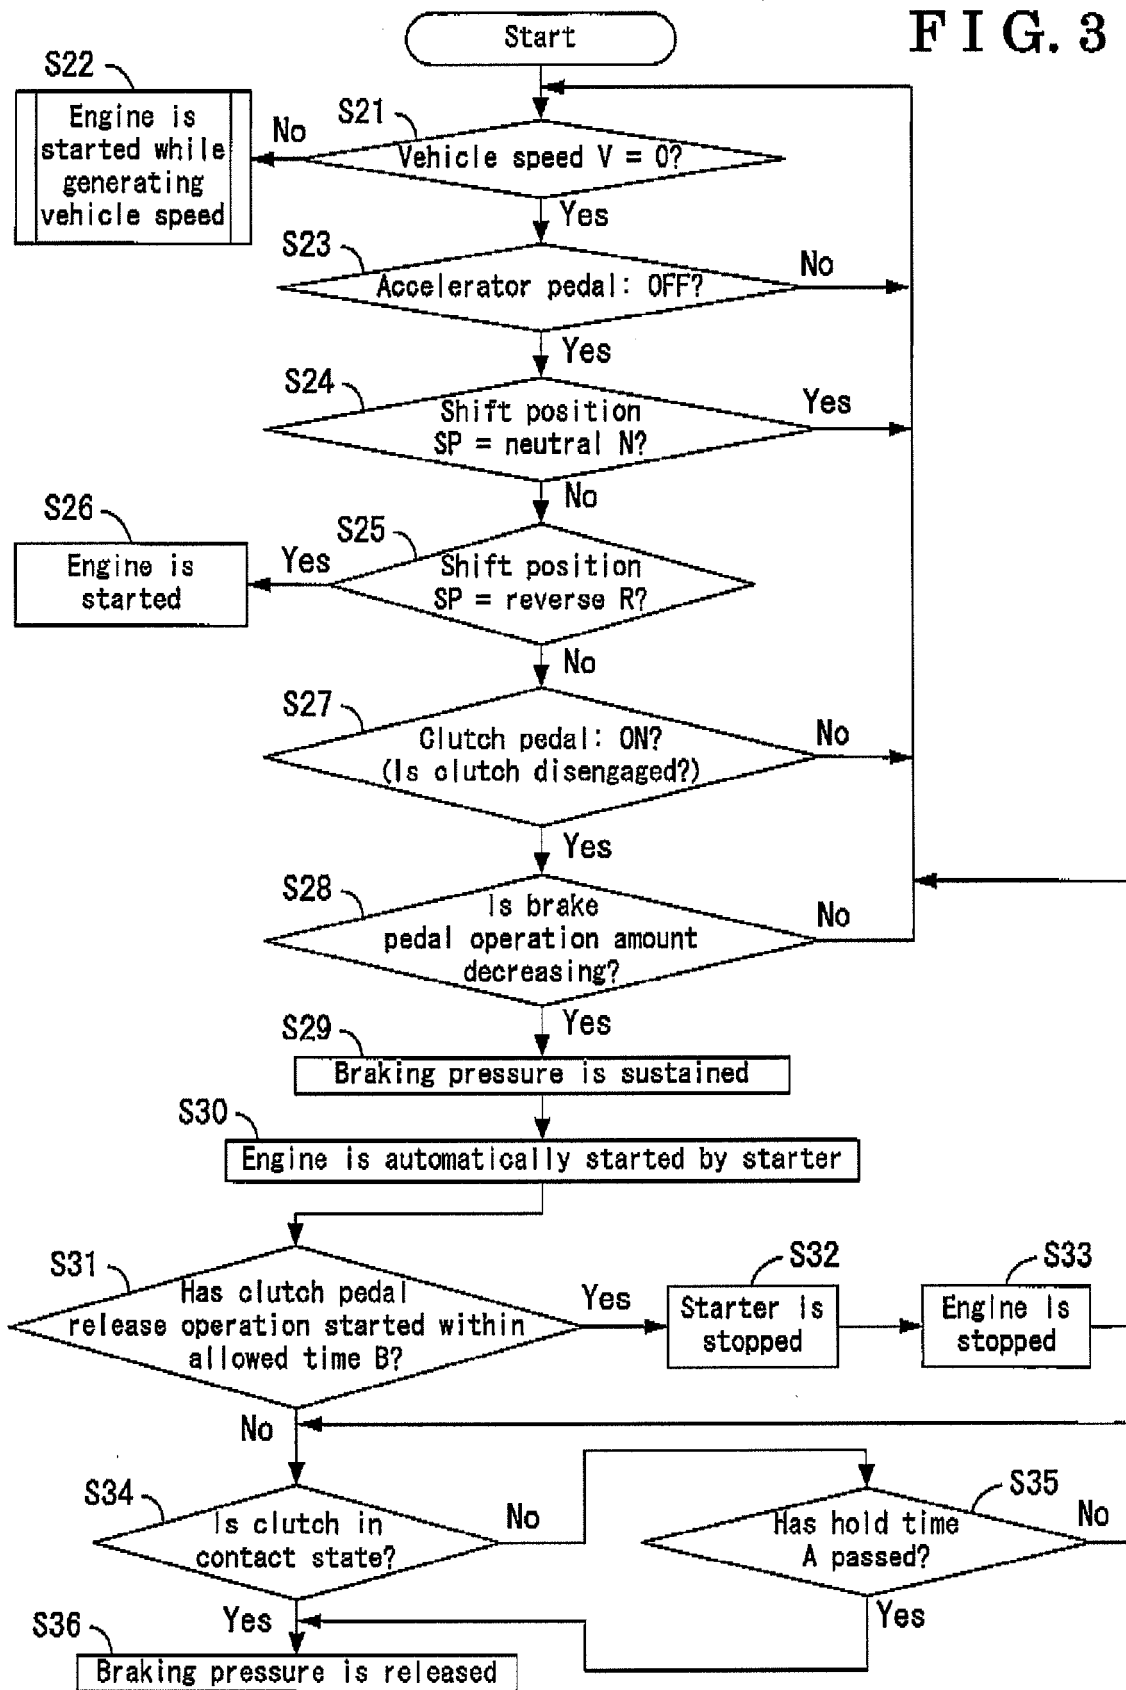 FIG. 3
Start
S22
Engine is
started while
generating
vehicle speed
No
S21
Vehicle speed V = 0?
Yes
S23
Accelerator pedal: OFF?
No
Yes
S24
Shift position
SP = neutral N?
Yes
No
S26
Engine is
started
Yes
S25
Shift position
SP = reverse R?
No
S27
Clutch pedal: ON?
(Is clutch disengaged?)
No
Yes
S28
Is brake
pedal operation amount
decreasing?
No
Yes
S29
Braking pressure is sustained
S30
Engine is automatically started by starter
S31
Has clutch pedal
release operation started within
allowed time B?
Yes
S32
Starter is
stopped
S33
Engine is
stopped
No
S34
Is clutch in
contact state?
No
S35
Has hold time
A passed?
No
Yes
Yes
S36
Braking pressure is released